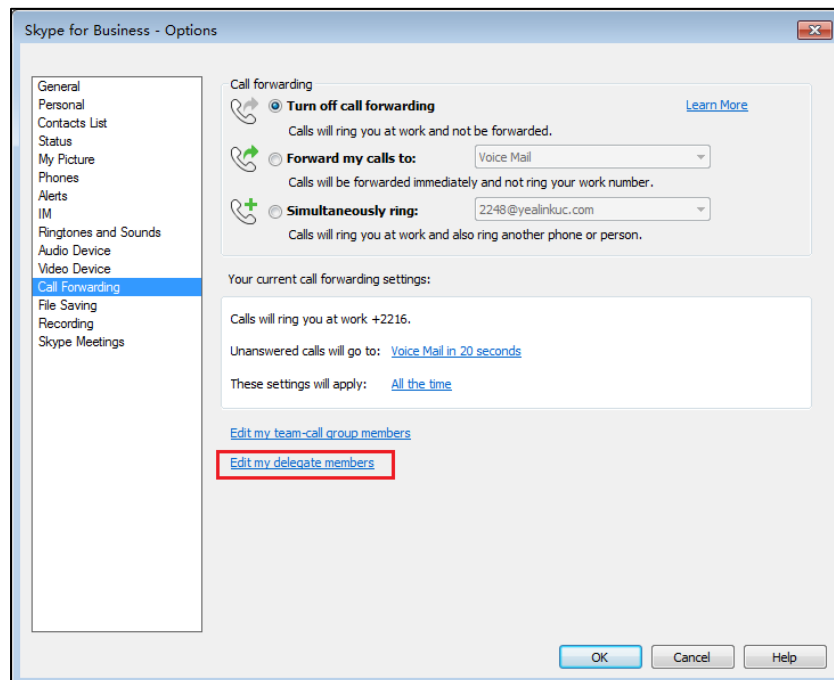 Skype for Business - Options
General
Personal
Contacts List
Status
My Picture
Phones
Alerts
IM
Ringtones and Sounds
Audio Device
Video Device
Call Forwarding
File Saving
Recording
Skype Meetings
Call forwarding
Turn off call forwarding
Learn More
Calls will ring you at work and not be forwarded.
Forward my calls to:
Voice Mail
Calls will be forwarded immediately and not ring your work number.
Simultaneously ring:
2248@yealinkuc.com
Calls will ring you at work and also ring another phone or person.
Your current call forwarding settings:
Calls will ring you at work +2216.
Unanswered calls will go to: Voice Mail in 20 seconds
These settings will apply: All the time
Edit my team-call group members
Edit my delegate members
OK
Cancel
Help